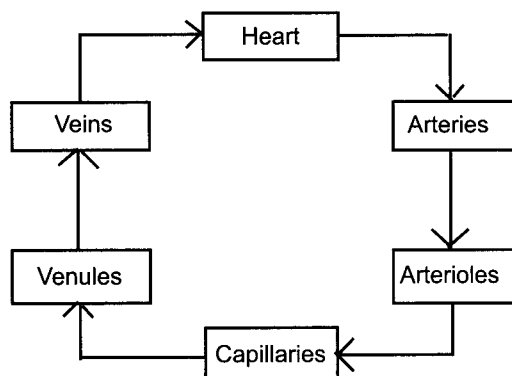 Heart
Arteries
Arterioles
Capillaries
Venules
Veins